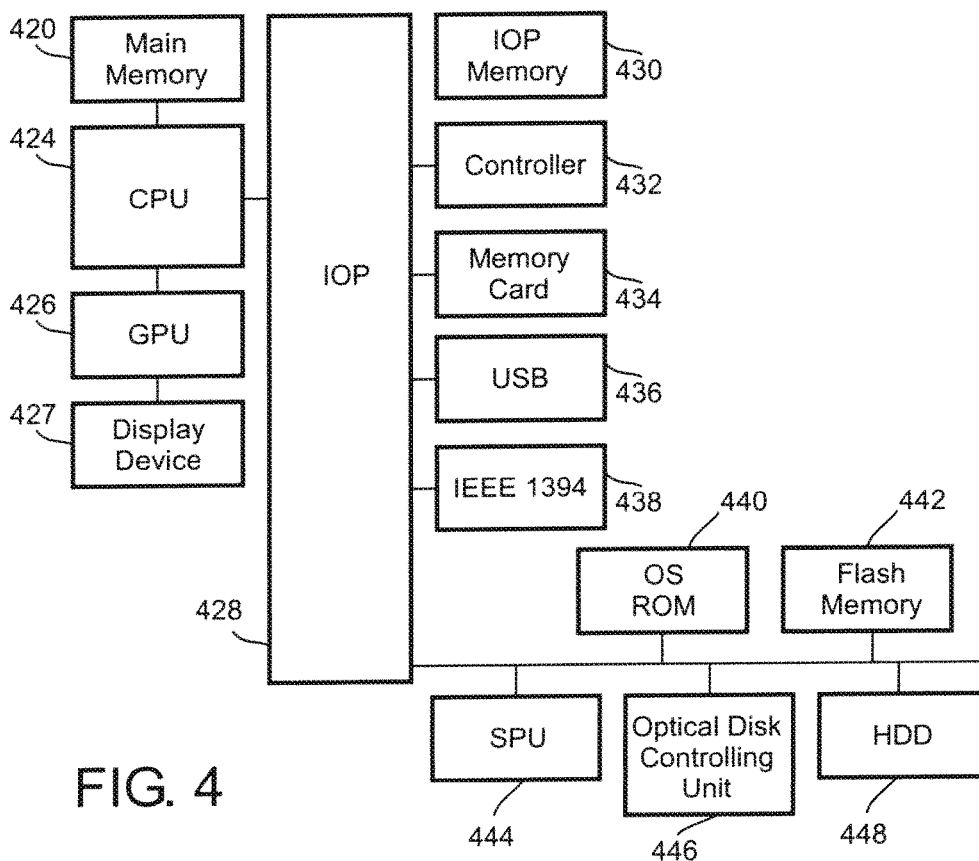 420
Main
Memory
424
CPU
426
GPU
427
Display
Device
IOP
428
IOP
Memory
430
Controller
432
Memory
Card
434
USB
436
IEEE 1394
438
440
OS
ROM
442
Flash
Memory
SPU
444
Optical Disk
Controlling
Unit
446
HDD
448
FIG. 4